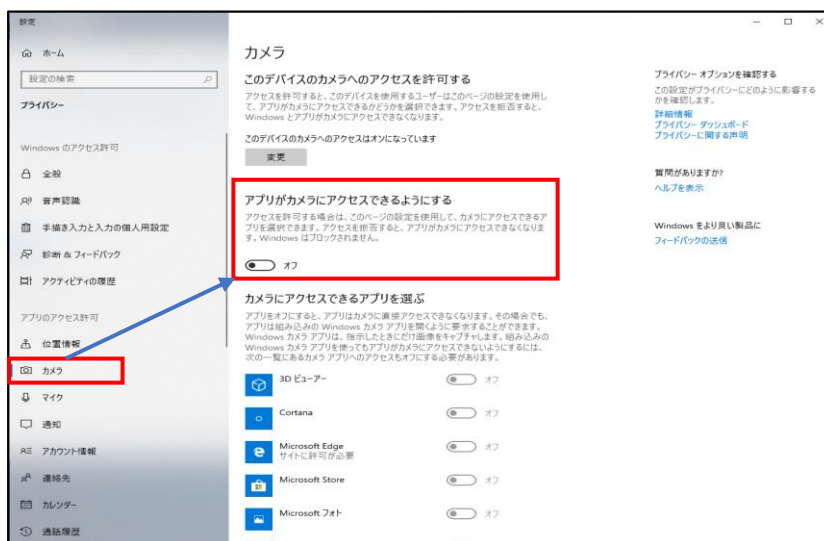 設定
ホーム
設定の検索
プライバシー
Windows のアクセス許可
全般
音声認識
手描き入力と入力の個人用設定
診断 & フィードバック
アクティビティの履歴
アプリのアクセス許可
位置情報
カメラ
マイク
通知
アカウント情報
連絡先
カレンダー
通話履歴
カメラ
このデバイスのカメラへのアクセスを許可する
アクセスを許可すると、このデバイスを使用するユーザーはこのページの設定を使用し
て、アプリがカメラにアクセスできるかどうかを選択できます。アクセスを拒否すると、
Windows とアプリがカメラにアクセスできなくなります。
このデバイスのカメラへのアクセスはオンになっています
変更
アプリがカメラにアクセスできるようにする
アクセスを許可する場合は、このページの設定を使用して、カメラにアクセスできるア
プリを選択できます。アクセスを拒否すると、アプリがカメラにアクセスできなくなりま
す。Windows はブロックされません。
オフ
カメラにアクセスできるアプリを選ぶ
アプリをオフにすると、アプリはカメラに直接アクセスできなくなります。その場合でも、
アプリは組み込みの Windows カメラ アプリを開くように要求することができます。
Windows カメラ アプリは、指示したときにだけ画像をキャプチャします。組み込みの
Windows カメラ アプリを使ってもアプリがカメラにアクセスできないようにするには、
次の一覧にあるカメラ アプリへのアクセスもオフにする必要があります。
3D ビューアー オフ
Cortana オフ
Microsoft Edge オフ
サイトに許可が必要
Microsoft Store オフ
Microsoft フォト オフ
プライバシー オプションを確認する
この設定がプライバシーにどのように影響する
かを確認します。
詳細情報
プライバシー ダッシュボード
プライバシーに関する声明
質問がありますか?
ヘルプを表示
Windows をより良い製品に
フィードバックの送信